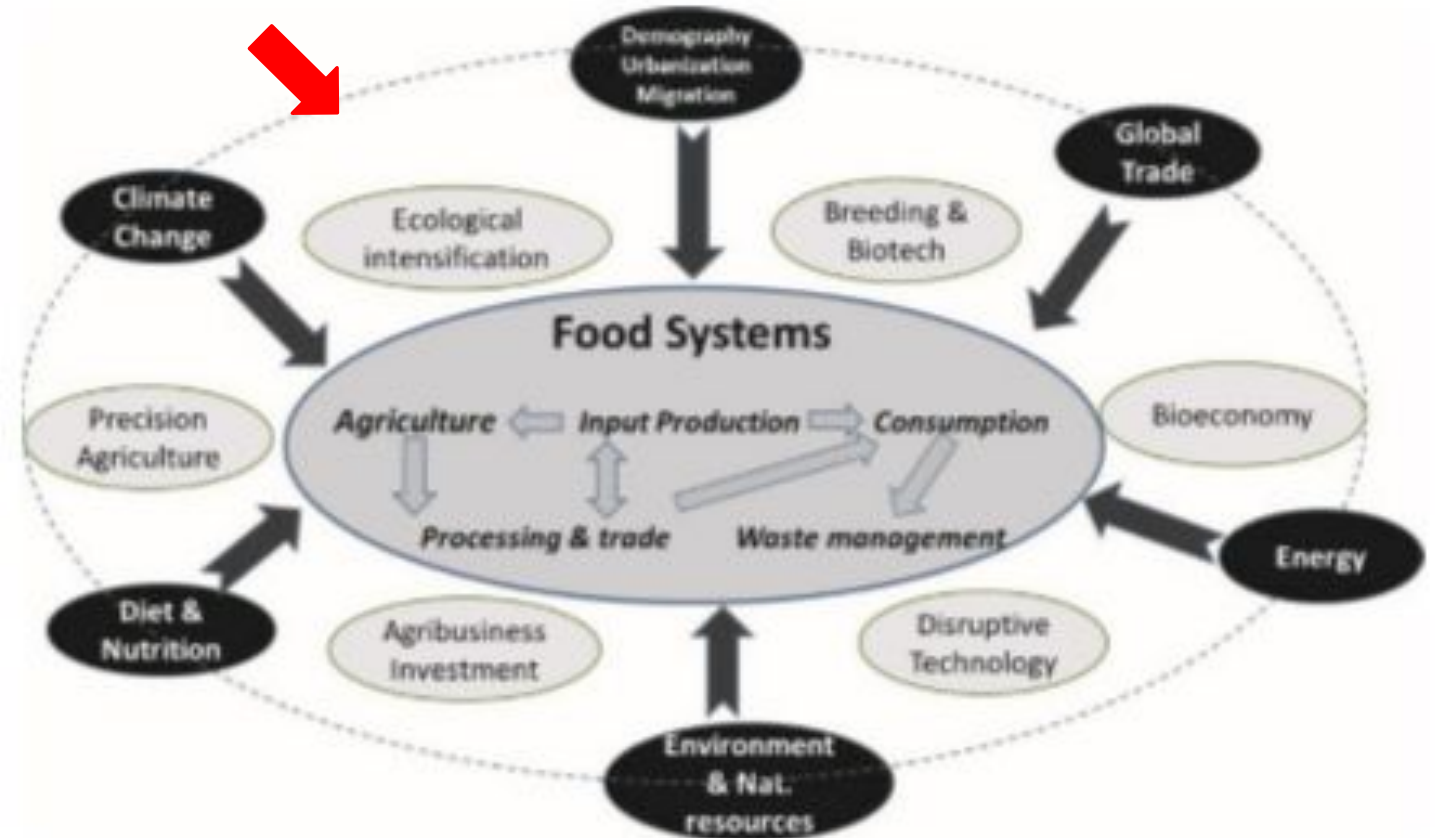 Demography
Urbanization
Migration
Global
Trade
Climate
Change
Ecological
intensification
Breeding &
Biotech
Food Systems
Agriculture
Input Production
Consumption
Precision
Agriculture
Bioeconomy
Processing & trade
Waste management
Energy
Diet &
Nutrition
Agribusiness
Investment
Disruptive
Technology
Environment
& Nat.
resources